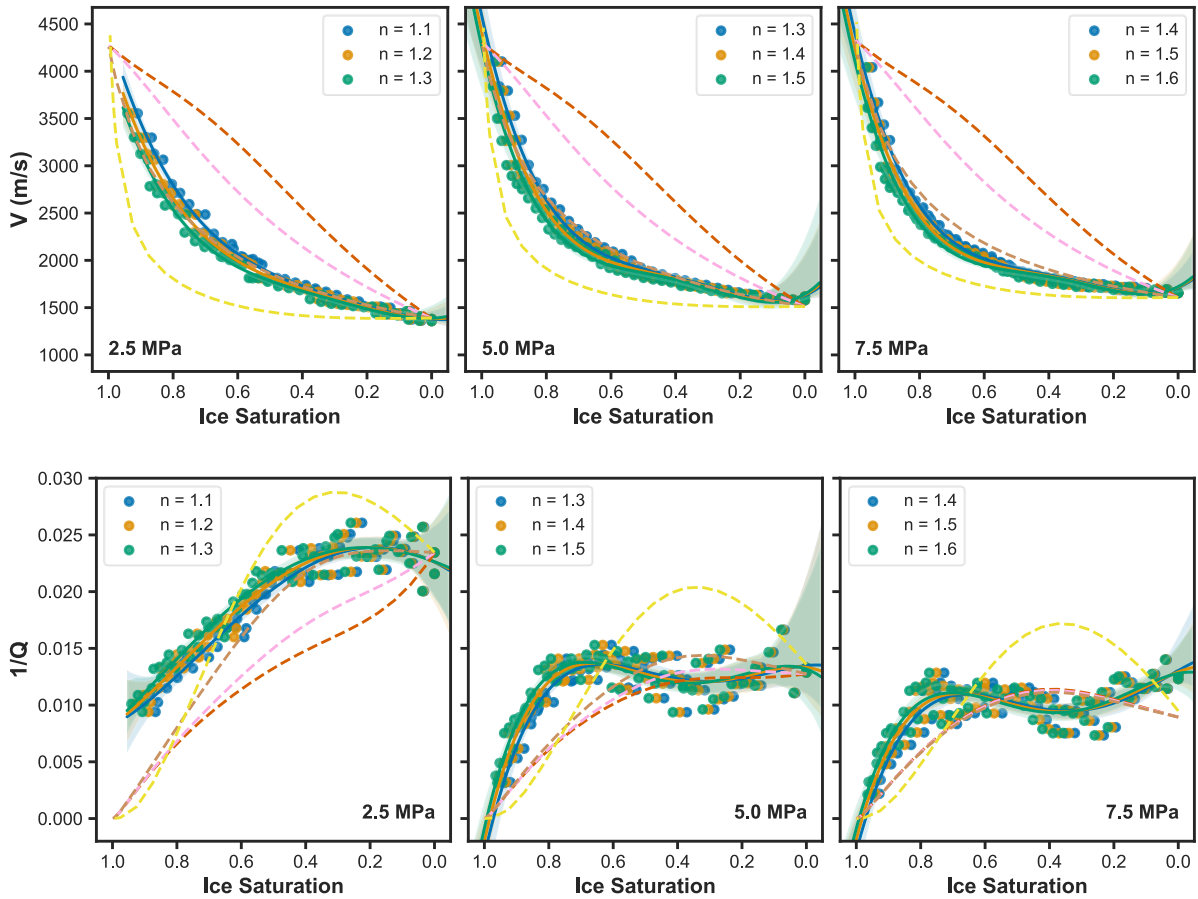 V (m/s)
4500
4000
3500
3000
2500
2000
1500
1000
n = 1.1
n = 1.2
n = 1.3
2.5 MPa
1.0 0.8 0.6 0.4 0.2 0.0
Ice Saturation
n = 1.3
n = 1.4
n = 1.5
5.0 MPa
1.0 0.8 0.6 0.4 0.2 0.0
Ice Saturation
n = 1.4
n = 1.5
n = 1.6
7.5 MPa
1.0 0.8 0.6 0.4 0.2 0.0
Ice Saturation
1/Q
0.030
0.025
0.020
0.015
0.010
0.005
0.000
n = 1.1
n = 1.2
n = 1.3
2.5 MPa
1.0 0.8 0.6 0.4 0.2 0.0
Ice Saturation
n = 1.3
n = 1.4
n = 1.5
5.0 MPa
1.0 0.8 0.6 0.4 0.2 0.0
Ice Saturation
n = 1.4
n = 1.5
n = 1.6
7.5 MPa
1.0 0.8 0.6 0.4 0.2 0.0
Ice Saturation